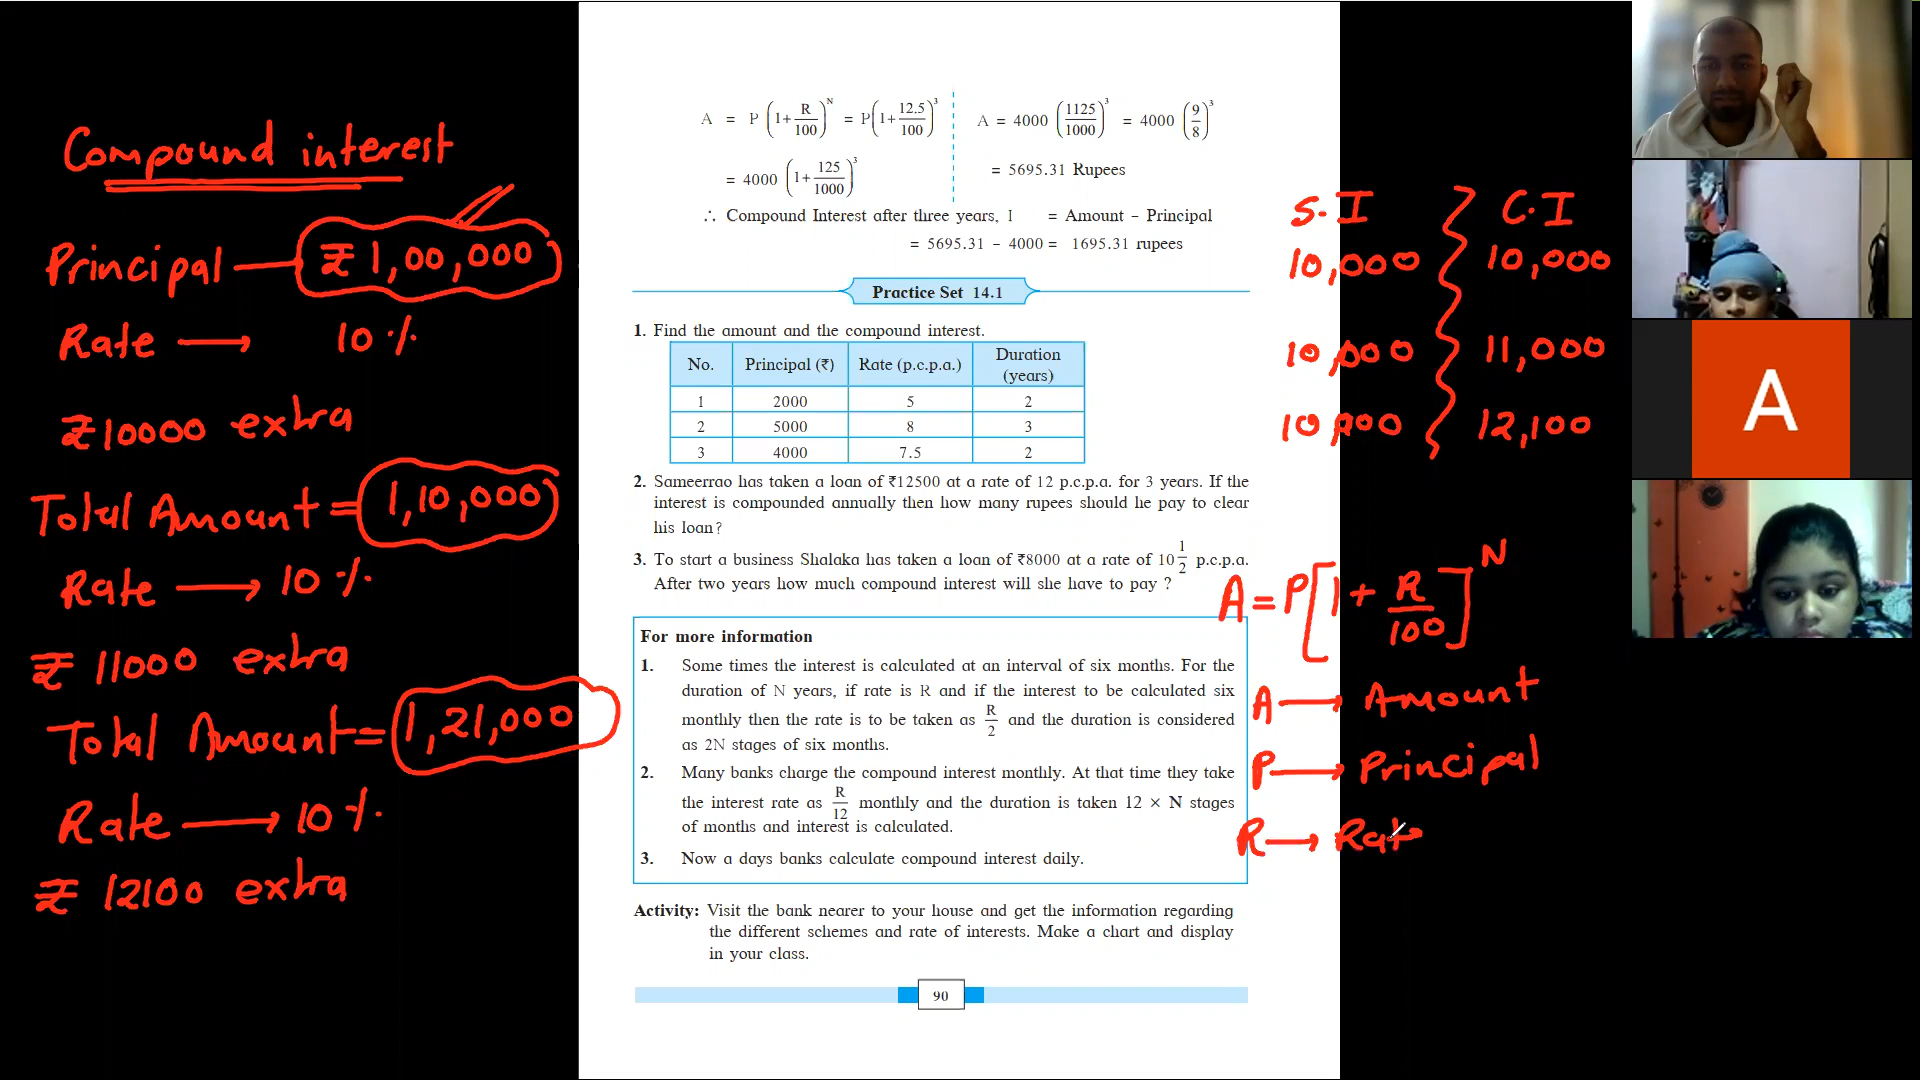 Compound interest
Principal — ₹ 1,00,000
Rate → 10 %
₹10000 extra
Total Amount = 1,10,000
Rate → 10 %
₹ 11000 extra
Total Amount = 1,21,000
Rate → 10 %
₹ 12100 extra
A = P (1+ R/100)^N = P(1+ 12.5/100)^3
= 4000 (1+ 125/1000)^3
A = 4000 (1125/1000)^3 = 4000 (9/8)^3
= 5695.31 Rupees
∴ Compound Interest after three years, I = Amount - Principal
= 5695.31 - 4000 = 1695.31 rupees
Practice Set 14.1
1. Find the amount and the compound interest.
No. Principal (₹) Rate (p.c.p.a.) Duration (years)
1 2000 5 2
2 5000 8 3
3 4000 7.5 2
2. Sameerrao has taken a loan of ₹12500 at a rate of 12 p.c.p.a. for 3 years. If the
interest is compounded annually then how many rupees should he pay to clear
his loan?
3. To start a business Shalaka has taken a loan of ₹8000 at a rate of 10 1/2 p.c.p.a.
After two years how much compound interest will she have to pay ?
For more information
1. Some times the interest is calculated at an interval of six months. For the
duration of N years, if rate is R and if the interest to be calculated six
monthly then the rate is to be taken as R/2 and the duration is considered
as 2N stages of six months.
2. Many banks charge the compound interest monthly. At that time they take
the interest rate as R/12 monthly and the duration is taken 12 × N stages
of months and interest is calculated.
3. Now a days banks calculate compound interest daily.
Activity: Visit the bank nearer to your house and get the information regarding
the different schemes and rate of interests. Make a chart and display
in your class.
90
S.I C.I
10,000 10,000
10,000 11,000
10,000 12,100
A = P[1 + R/100]^N
A → Amount
P → Principal
R → Rate
A